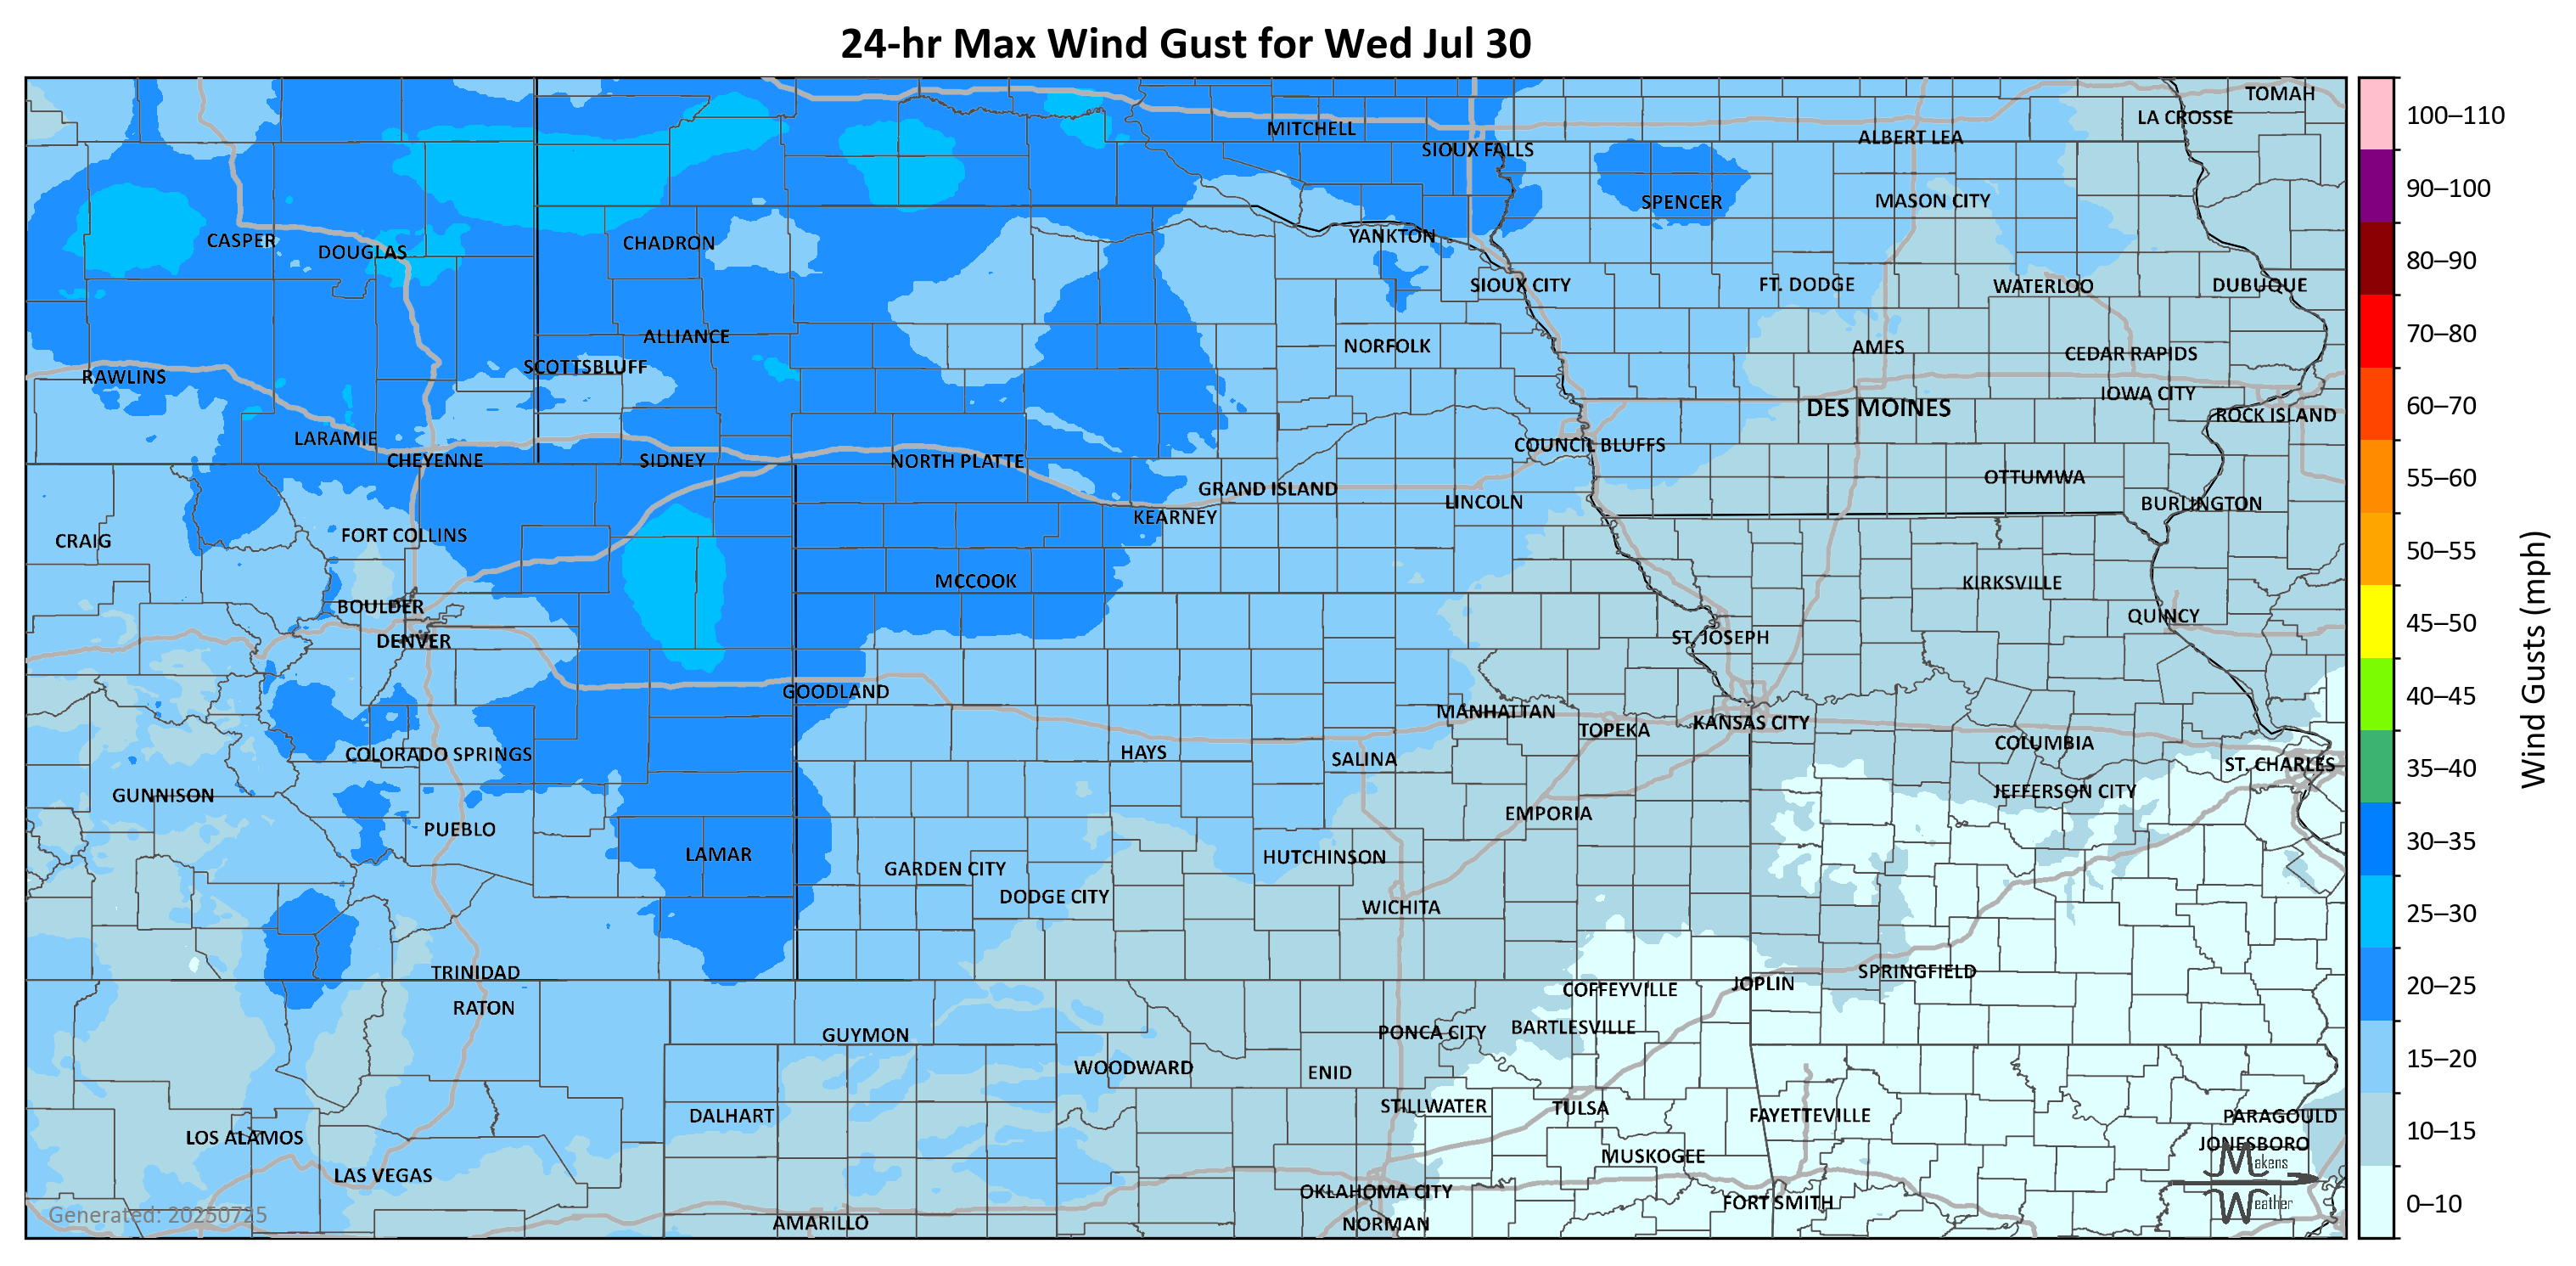 24-hr Max Wind Gust for Wed Jul 30
TOMAH
LA CROSSE
MITCHELL
ALBERT LEA
SIOUX FALLS
SPENCER
MASON CITY
CASPER
DOUGLAS
CHADRON
YANKTON
SIOUX CITY
FT. DODGE
WATERLOO
DUBUQUE
ALLIANCE
NORFOLK
AMES
CEDAR RAPIDS
SCOTTSBLUFF
RAWLINS
IOWA CITY
DES MOINES
ROCK ISLAND
LARAMIE
COUNCIL BLUFFS
CHEYENNE
SIDNEY
NORTH PLATTE
OTTUMWA
GRAND ISLAND
LINCOLN
BURLINGTON
KEARNEY
CRAIG
FORT COLLINS
MCCOOK
KIRKSVILLE
BOULDER
QUINCY
DENVER
ST. JOSEPH
GOODLAND
MANHATTAN
TOPEKA
KANSAS CITY
COLORADO SPRINGS
HAYS
SALINA
COLUMBIA
ST. CHARLES
GUNNISON
JEFFERSON CITY
EMPORIA
PUEBLO
LAMAR
HUTCHINSON
GARDEN CITY
DODGE CITY
WICHITA
TRINIDAD
SPRINGFIELD
JOPLIN
COFFEYVILLE
RATON
GUYMON
PONCA CITY
BARTLESVILLE
WOODWARD
ENID
STILLWATER
TULSA
DALHART
FAYETTEVILLE
PARAGOULD
LOS ALAMOS
JONESBORO
MUSKOGEE
LAS VEGAS
OKLAHOMA CITY
FORT SMITH
AMARILLO
NORMAN
Makens
Weather
Generated: 20250725
100–110
90–100
80–90
70–80
60–70
55–60
50–55
45–50
40–45
35–40
30–35
25–30
20–25
15–20
10–15
0–10
Wind Gusts (mph)